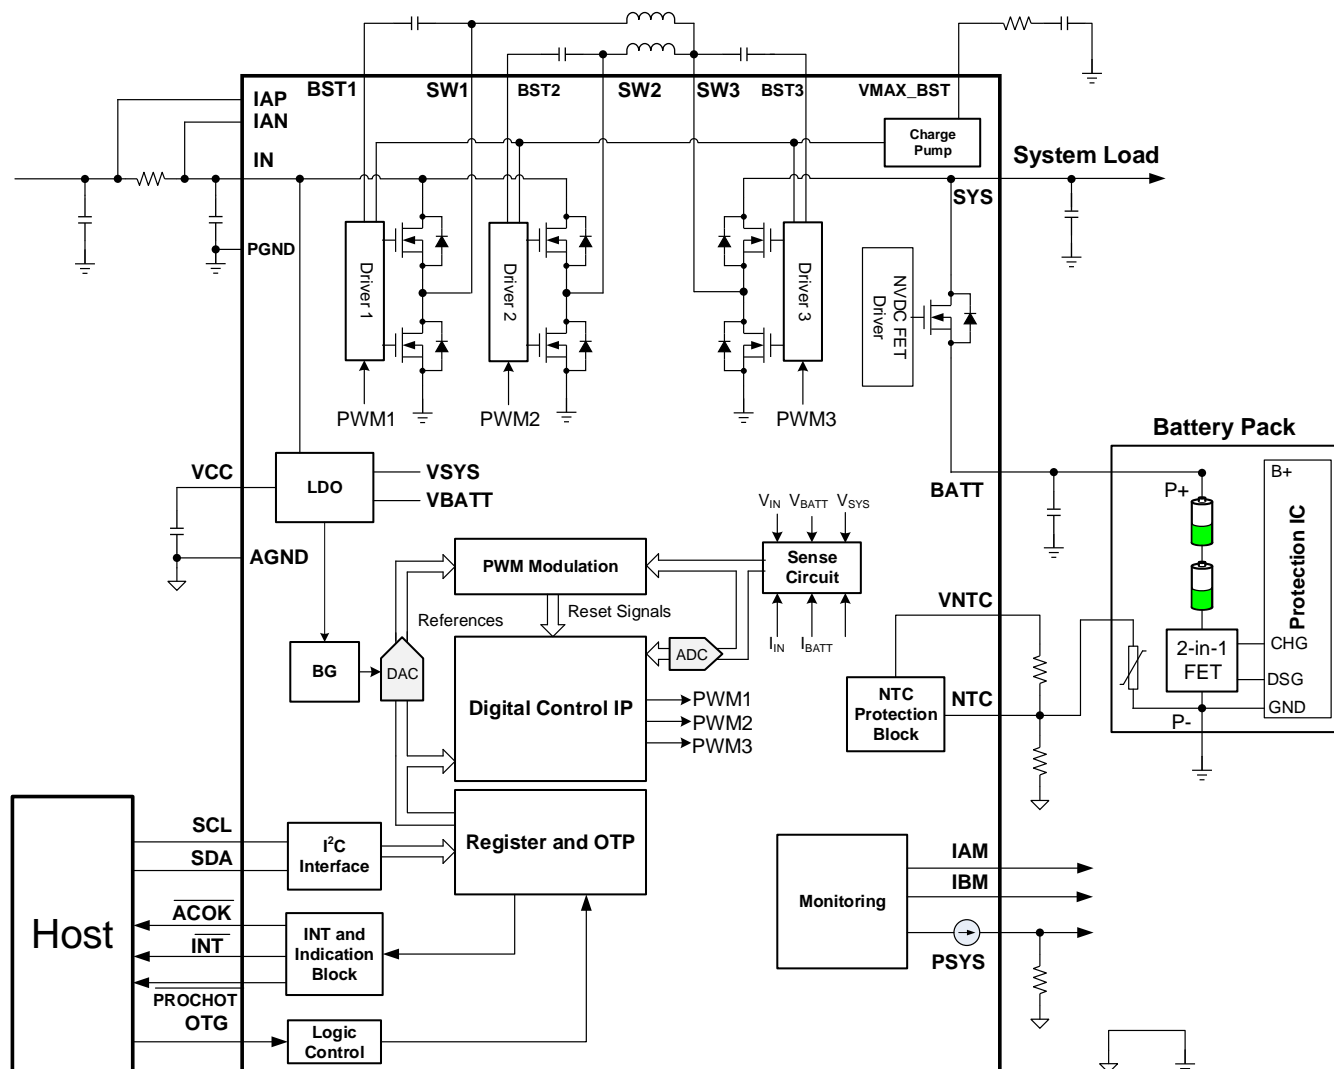 BST1
SW1
BST2
SW2
SW3
BST3
VMAX_BST
IAP
IAN
IN
Charge
Pump
System Load
SYS
PGND
Driver 1
Driver 2
Driver 3
NVDC FET
Driver
PWM1
PWM2
PWM3
Battery Pack
VCC
LDO
VSYS
VBATT
BATT
P+
B+
Protection IC
AGND
V_IN
V_BATT
V_SYS
PWM Modulation
Sense
Circuit
References
Reset Signals
I_IN
I_BATT
VNTC
BG
DAC
ADC
Digital Control IP
PWM1
PWM2
PWM3
NTC
Protection
Block
NTC
2-in-1
FET
CHG
DSG
GND
P-
Host
SCL
SDA
I²C
Interface
Register and OTP
Monitoring
IAM
IBM
PSYS
ACOK
INT
PROCHOT
OTG
INT and
Indication
Block
Logic
Control